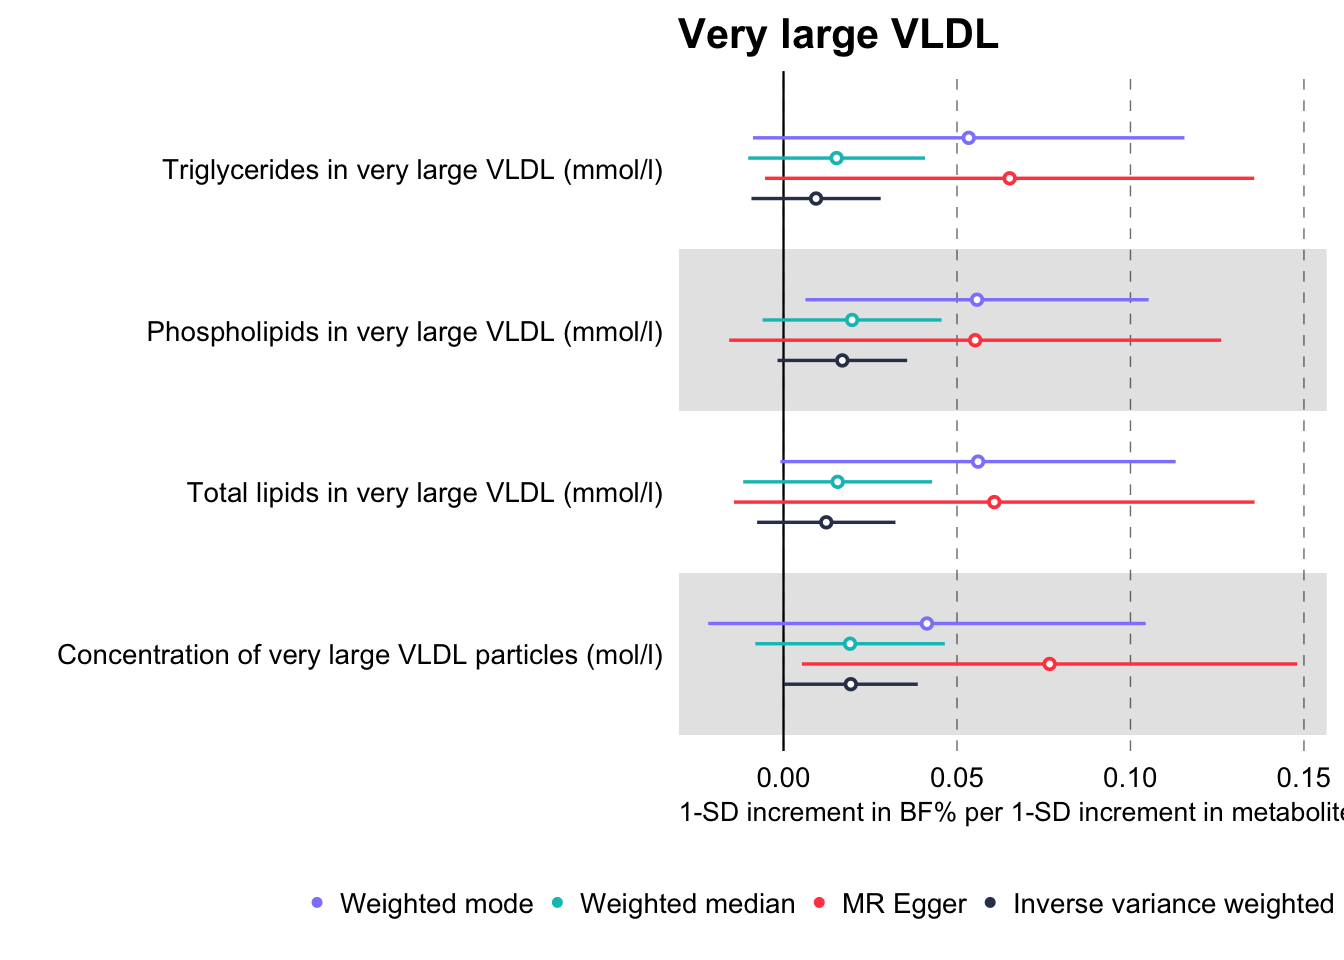 Very large VLDL
Triglycerides in very large VLDL (mmol/l)
Phospholipids in very large VLDL (mmol/l)
Total lipids in very large VLDL (mmol/l)
Concentration of very large VLDL particles (mol/l)
0.00 0.05 0.10 0.15
1-SD increment in BF% per 1-SD increment in metabolite
Weighted mode Weighted median MR Egger Inverse variance weighted